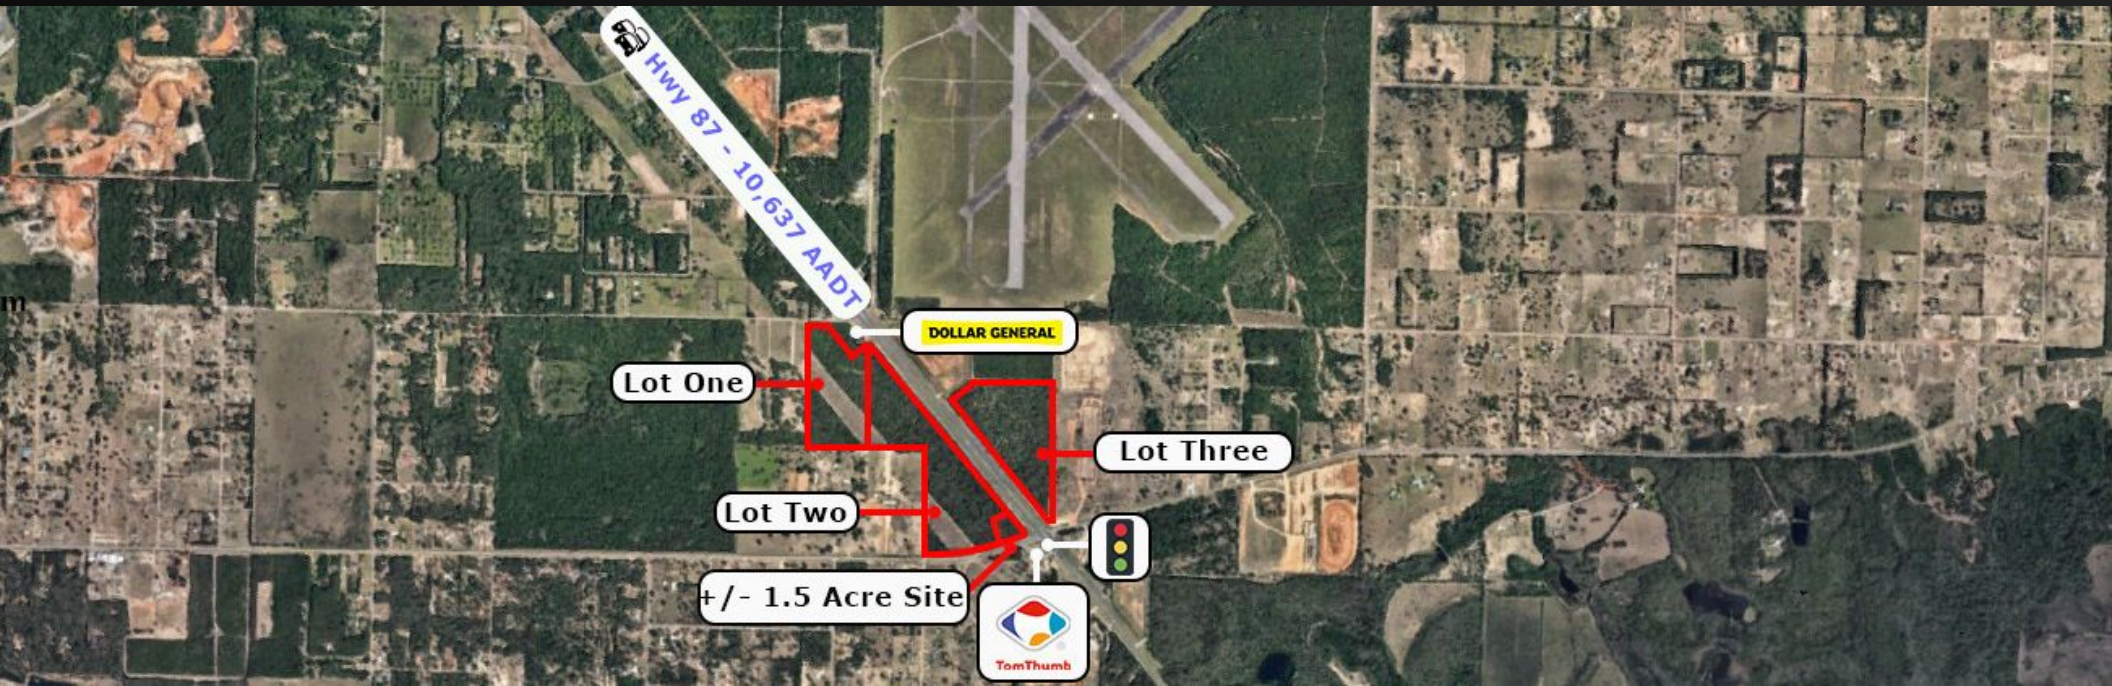 Hwy 87 - 10,637 AADT
m
DOLLAR GENERAL
Lot One
Lot Three
Lot Two
+/- 1.5 Acre Site
TomThumb